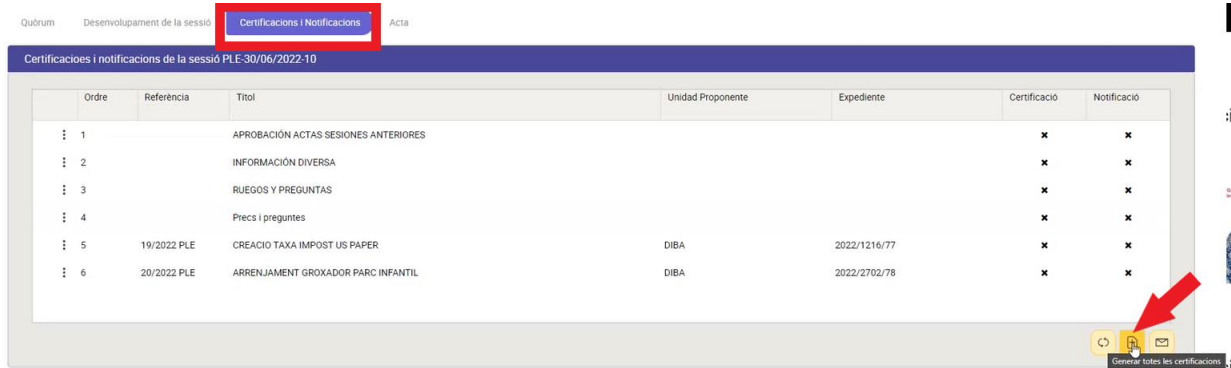 Quòrum Desenvolupament de la sessió Certificacions i Notificacions Acta
Certificacioes i notificacions de la sessió PLE-30/06/2022-10
Ordre Referència Títol Unidad Proponente Expediente Certificació Notificació
1 APROBACIÓN ACTAS SESIONES ANTERIORES
2 INFORMACIÓN DIVERSA
3 RUEGOS Y PREGUNTAS
4 Precs i preguntes
5 19/2022 PLE CREACIO TAXA IMPOST US PAPER DIBA 2022/1216/77
6 20/2022 PLE ARRENJAMENT GROXADOR PARC INFANTIL DIBA 2022/2702/78
Generar totes les certificacions